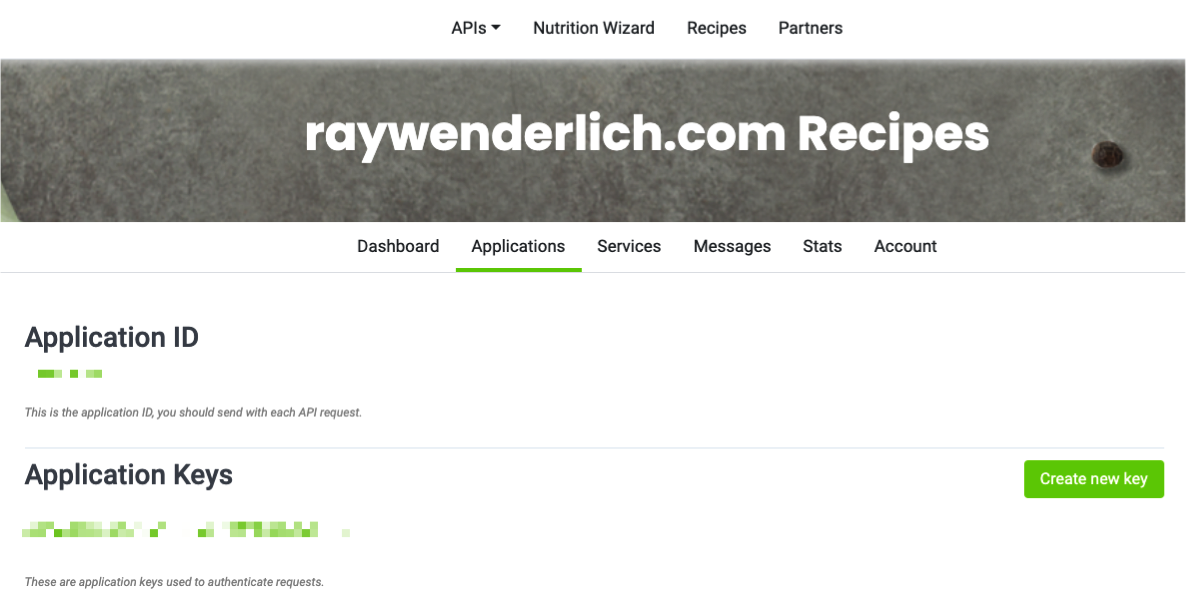 APIs Nutrition Wizard Recipes Partners
raywenderlich.com Recipes
Dashboard Applications Services Messages Stats Account
Application ID
This is the application ID, you should send with each API request.
Application Keys
Create new key
These are application keys used to authenticate requests.